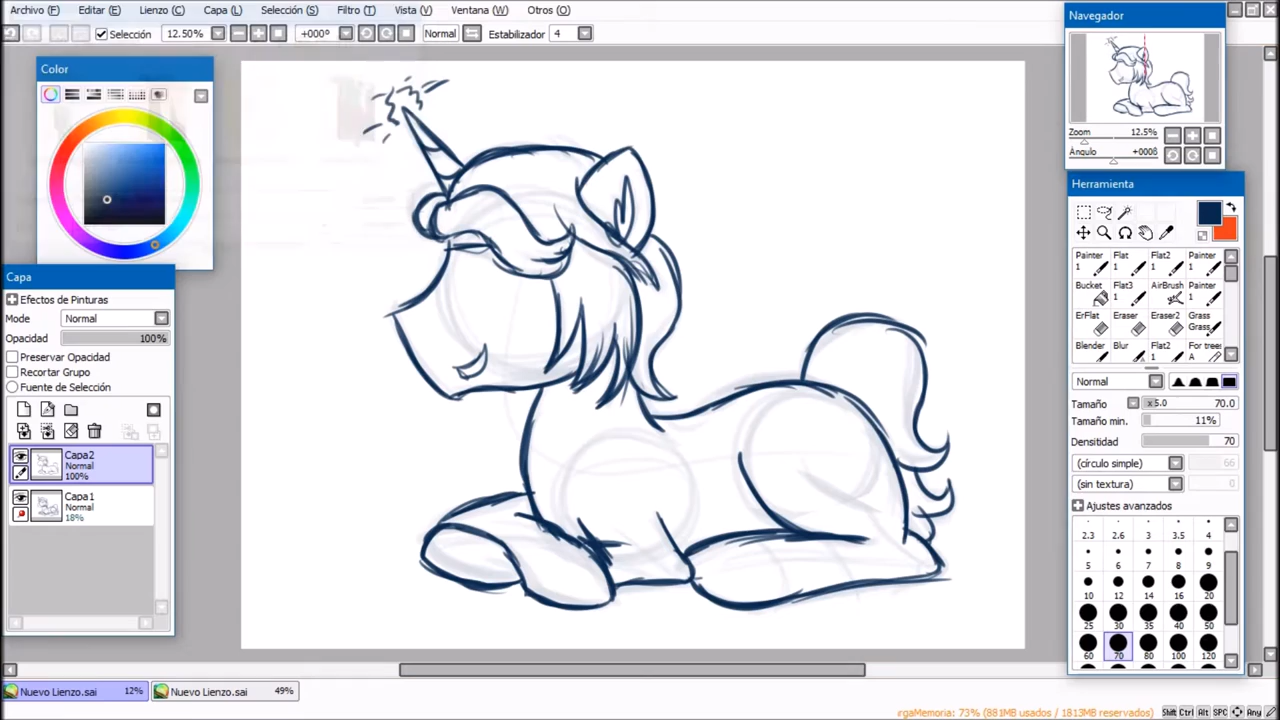 Archivo (F) Editar (E) Lienzo (C) Capa (L) Selección (S) Filtro (T) Vista (V) Ventana (W) Otros (O)
Selección 12.50% +000º Normal Estabilizador 4
Color
Capa
Efectos de Pinturas
Mode Normal
Opacidad 100%
Preservar Opacidad
Recortar Grupo
Fuente de Selección
Capa2
Normal
100%
Capa1
Normal
18%
Navegador
Zoom 12.5%
Ángulo +0008
Herramienta
Painter Flat Flat2 Painter
1 1 1 1
Bucket Flat3 AirBrush Painter
1 1
ErFlat Eraser Eraser2 Grass
Grass
Blender Blur Flat2 For trees
1 A
Normal
Tamaño x5.0 70.0
Tamaño min. 11%
Densitidad 70
(círculo simple) 66
(sin textura) 0
Ajustes avanzados
2.3 2.6 3 3.5 4
5 6 7 8 9
10 12 14 16 20
25 30 35 40 50
60 70 80 100 120
Nuevo Lienzo.sai 12% Nuevo Lienzo.sai 49%
rgaMemoria: 73% (881MB usados / 1813MB reservados) Shift Ctrl Alt SPC Any